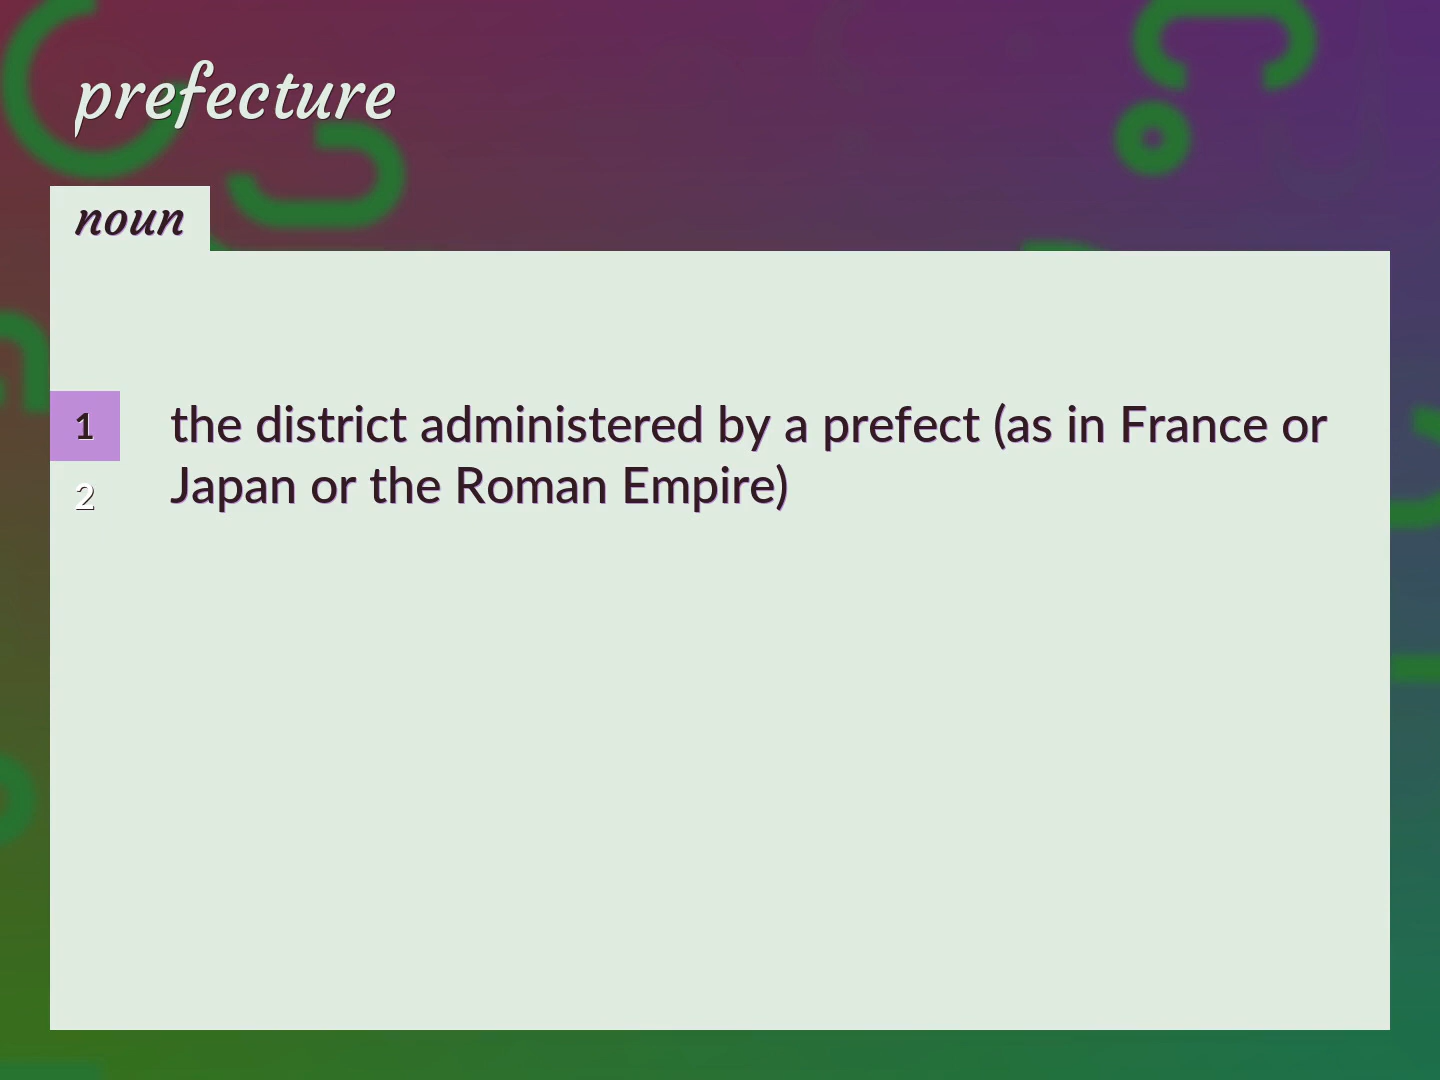 prefecture
noun
1
the district administered by a prefect (as in France or
Japan or the Roman Empire)
2